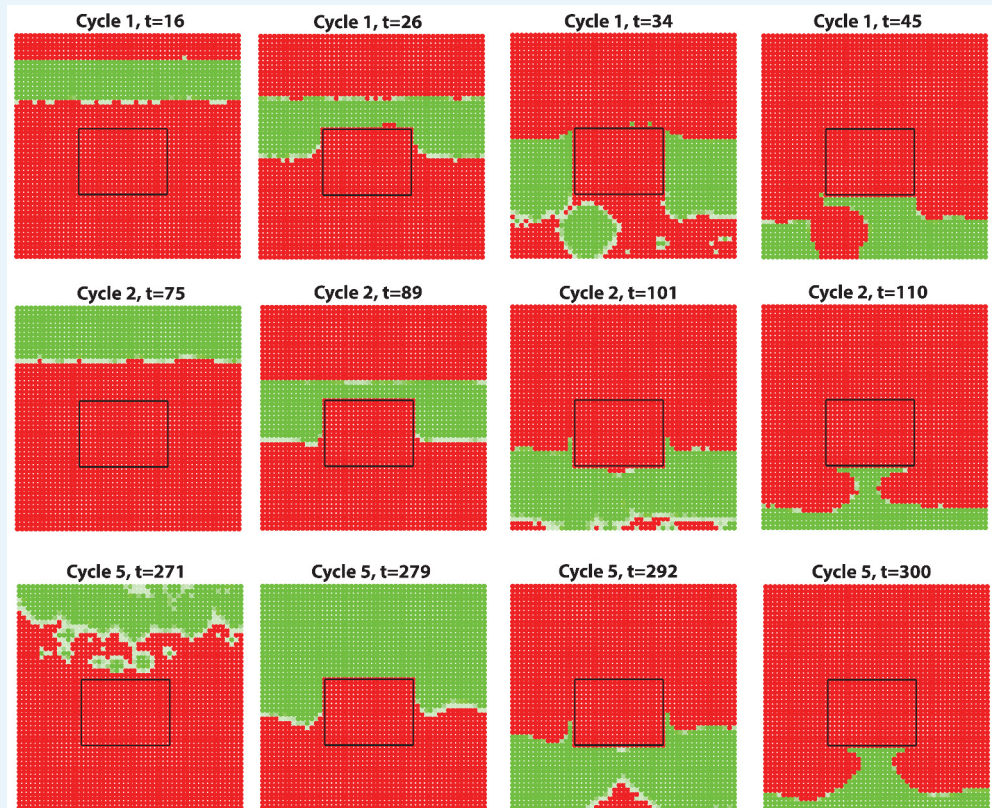 Cycle 1, t=16
Cycle 1, t=26
Cycle 1, t=34
Cycle 1, t=45
Cycle 2, t=75
Cycle 2, t=89
Cycle 2, t=101
Cycle 2, t=110
Cycle 5, t=271
Cycle 5, t=279
Cycle 5, t=292
Cycle 5, t=300